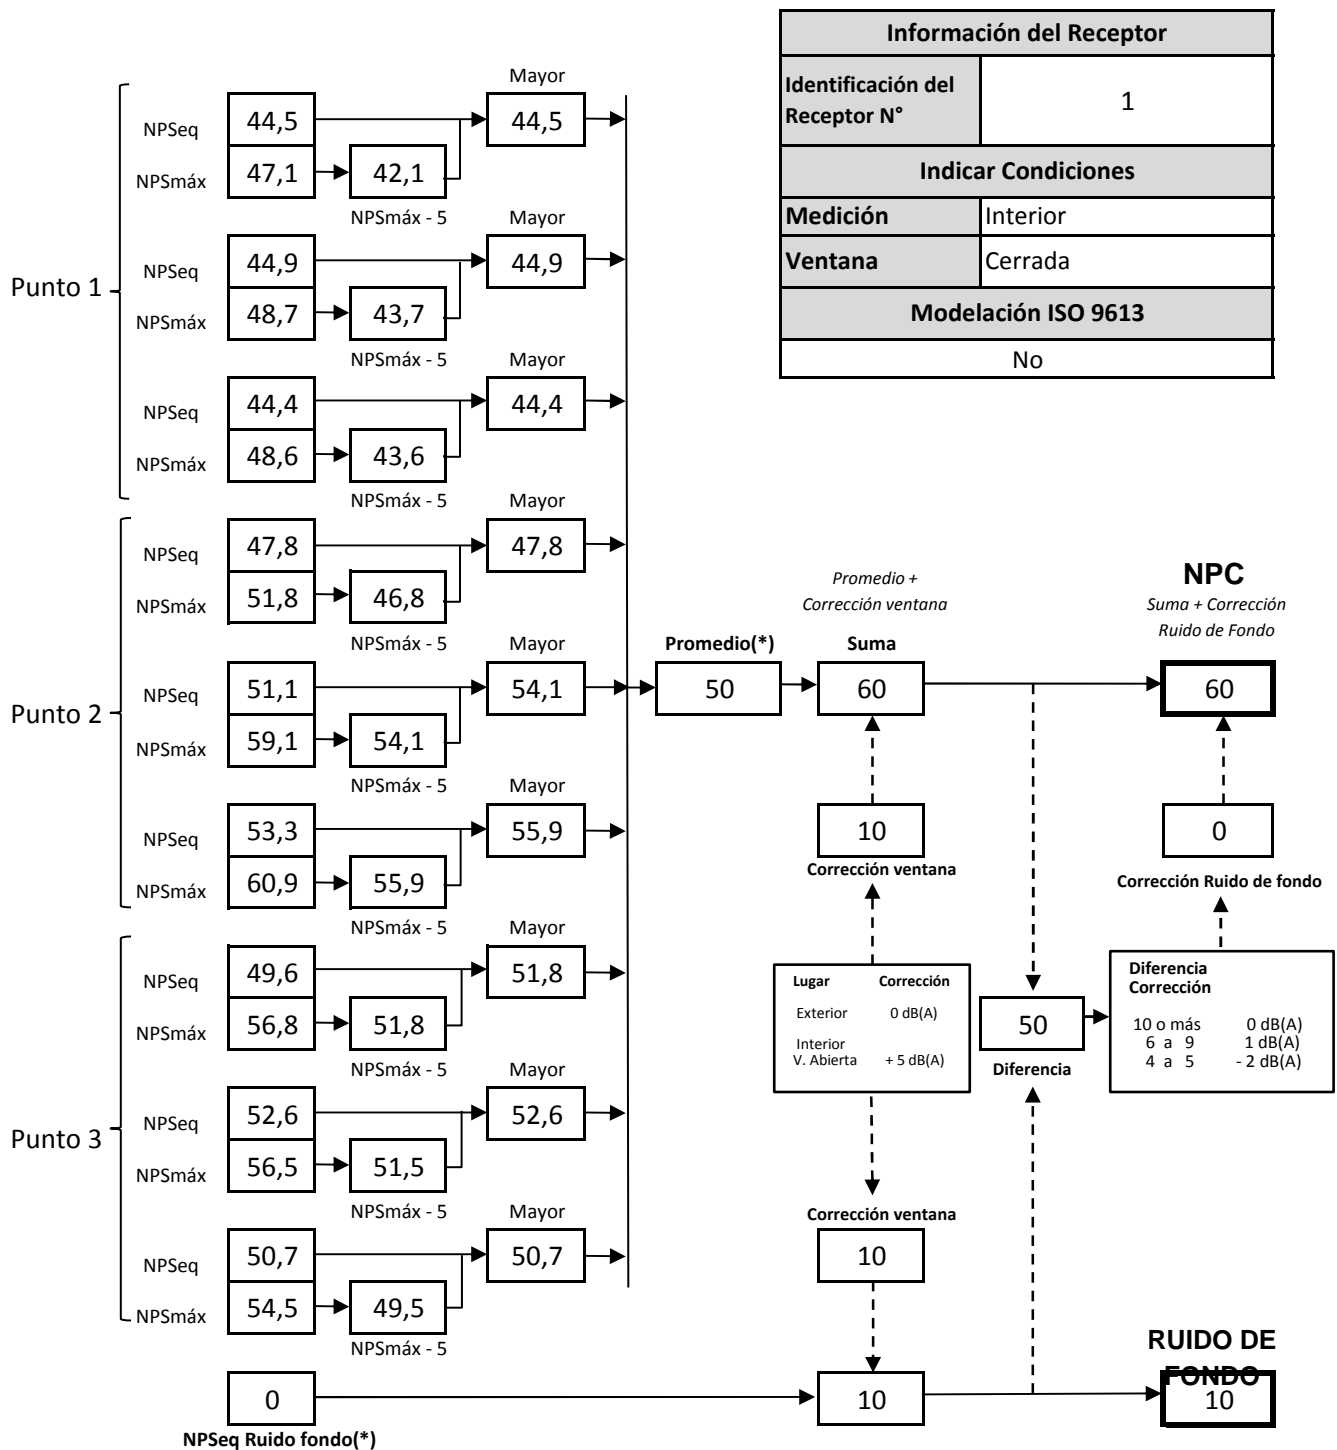 Información del Receptor
Identificación del Receptor N° 1
Indicar Condiciones
Medición Interior
Ventana Cerrada
Modelación ISO 9613
No
Punto 1
Mayor
NPSeq 44,5 44,5
NPSmáx 47,1 42,1
NPSmáx - 5
Mayor
NPSeq 44,9 44,9
NPSmáx 48,7 43,7
NPSmáx - 5
Mayor
NPSeq 44,4 44,4
NPSmáx 48,6 43,6
NPSmáx - 5
Punto 2
Mayor
NPSeq 47,8 47,8
NPSmáx 51,8 46,8
NPSmáx - 5
Mayor
NPSeq 51,1 54,1
NPSmáx 59,1 54,1
NPSmáx - 5
Mayor
NPSeq 53,3 55,9
NPSmáx 60,9 55,9
NPSmáx - 5
Punto 3
Mayor
NPSeq 49,6 51,8
NPSmáx 56,8 51,8
NPSmáx - 5
Mayor
NPSeq 52,6 52,6
NPSmáx 56,5 51,5
NPSmáx - 5
Mayor
NPSeq 50,7 50,7
NPSmáx 54,5 49,5
NPSmáx - 5
0
NPSeq Ruido fondo(*)
Promedio(*)
50
Promedio +
Corrección ventana
Suma
60
10
Corrección ventana
Lugar Corrección
Exterior 0 dB(A)
Interior
V. Abierta + 5 dB(A)
Corrección ventana
10
10
50
Diferencia
NPC
Suma + Corrección
Ruido de Fondo
60
0
Corrección Ruido de fondo
Diferencia
Corrección
10 o más 0 dB(A)
6 a 9 1 dB(A)
4 a 5 - 2 dB(A)
RUIDO DE
FONDO
10